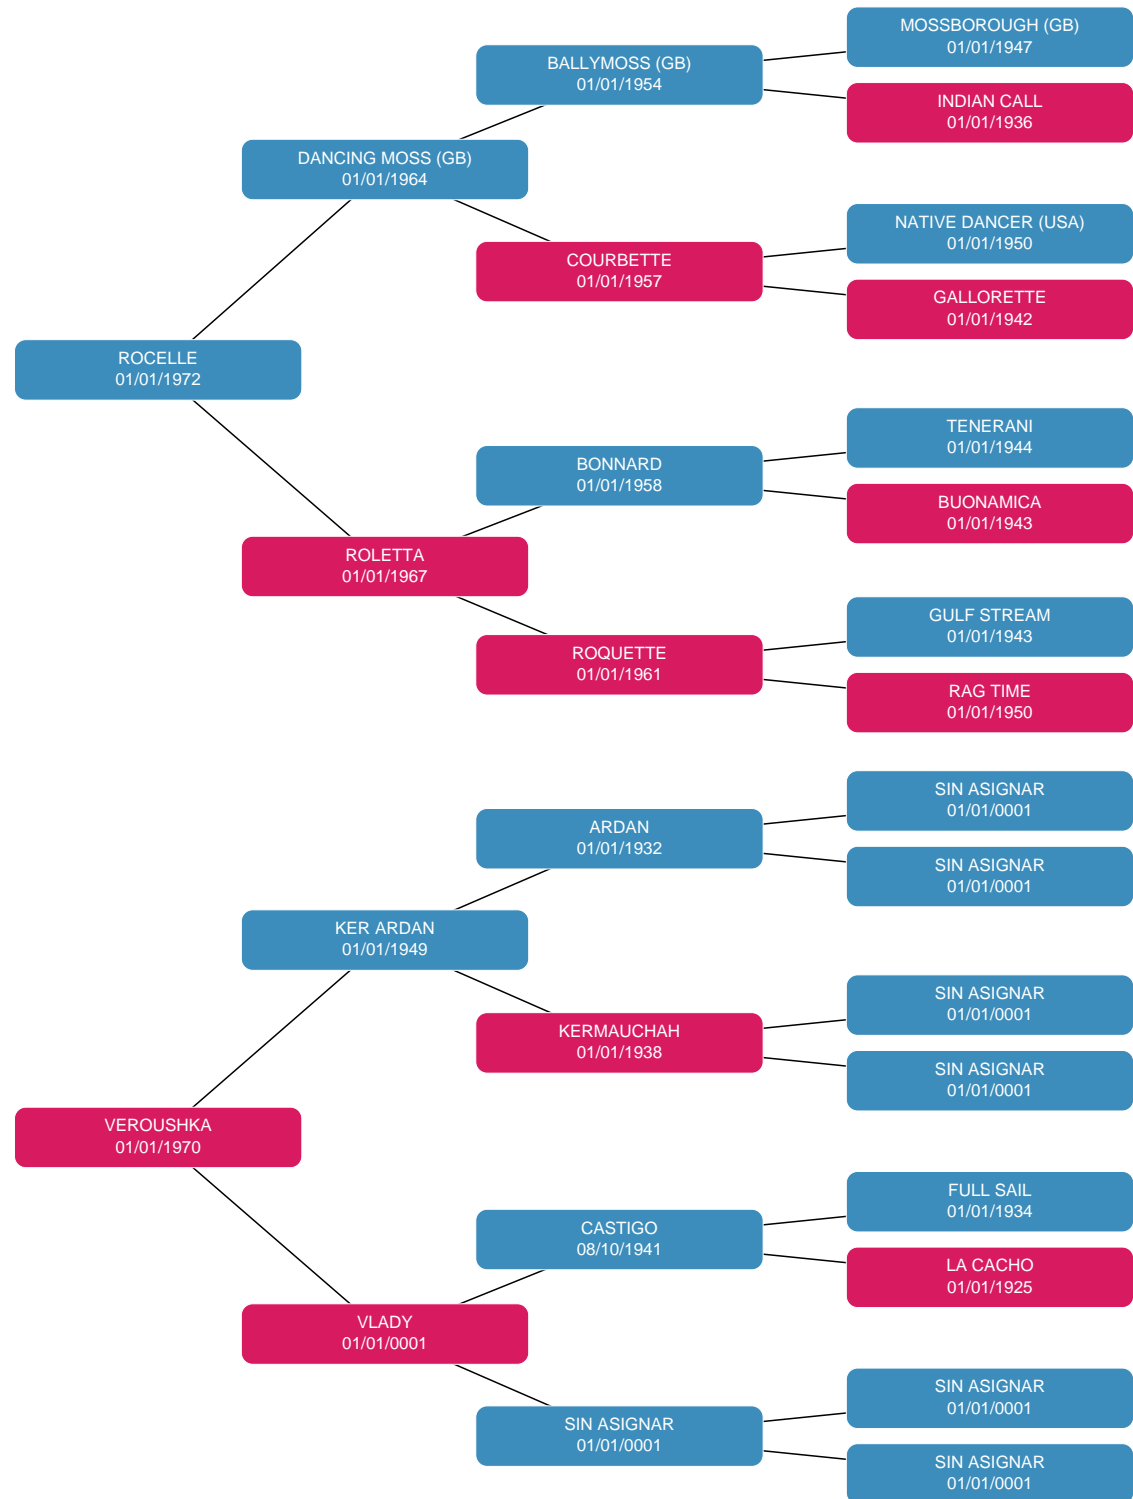 MOSSBOROUGH (GB)
01/01/1947
BALLYMOSS (GB)
01/01/1954
INDIAN CALL
01/01/1936
DANCING MOSS (GB)
01/01/1964
NATIVE DANCER (USA)
01/01/1950
COURBETTE
01/01/1957
GALLORETTE
01/01/1942
ROCELLE
01/01/1972
TENERANI
01/01/1944
BONNARD
01/01/1958
BUONAMICA
01/01/1943
ROLETTA
01/01/1967
GULF STREAM
01/01/1943
ROQUETTE
01/01/1961
RAG TIME
01/01/1950
SIN ASIGNAR
01/01/0001
ARDAN
01/01/1932
SIN ASIGNAR
01/01/0001
KER ARDAN
01/01/1949
SIN ASIGNAR
01/01/0001
KERMAUCHAH
01/01/1938
SIN ASIGNAR
01/01/0001
VEROUSHKA
01/01/1970
FULL SAIL
01/01/1934
CASTIGO
08/10/1941
LA CACHO
01/01/1925
VLADY
01/01/0001
SIN ASIGNAR
01/01/0001
SIN ASIGNAR
01/01/0001
SIN ASIGNAR
01/01/0001